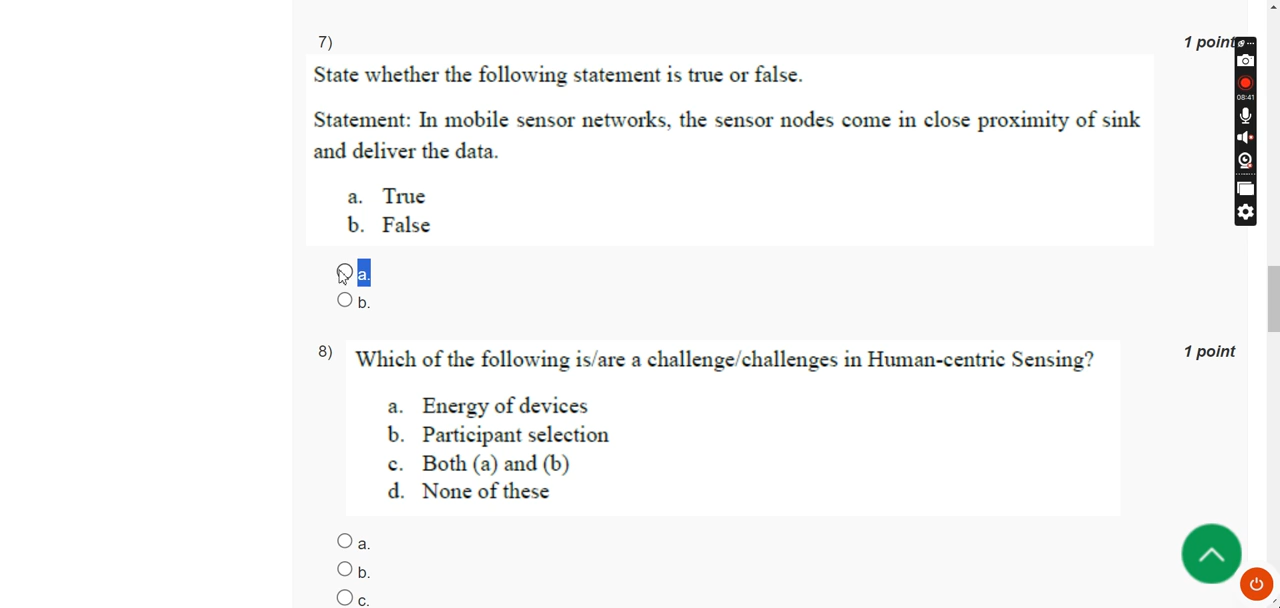 7)
1 point
State whether the following statement is true or false.
Statement: In mobile sensor networks, the sensor nodes come in close proximity of sink
and deliver the data.
a. True
b. False
a.
b.
08:41
8)
1 point
Which of the following is/are a challenge/challenges in Human-centric Sensing?
a. Energy of devices
b. Participant selection
c. Both (a) and (b)
d. None of these
a.
b.
c.